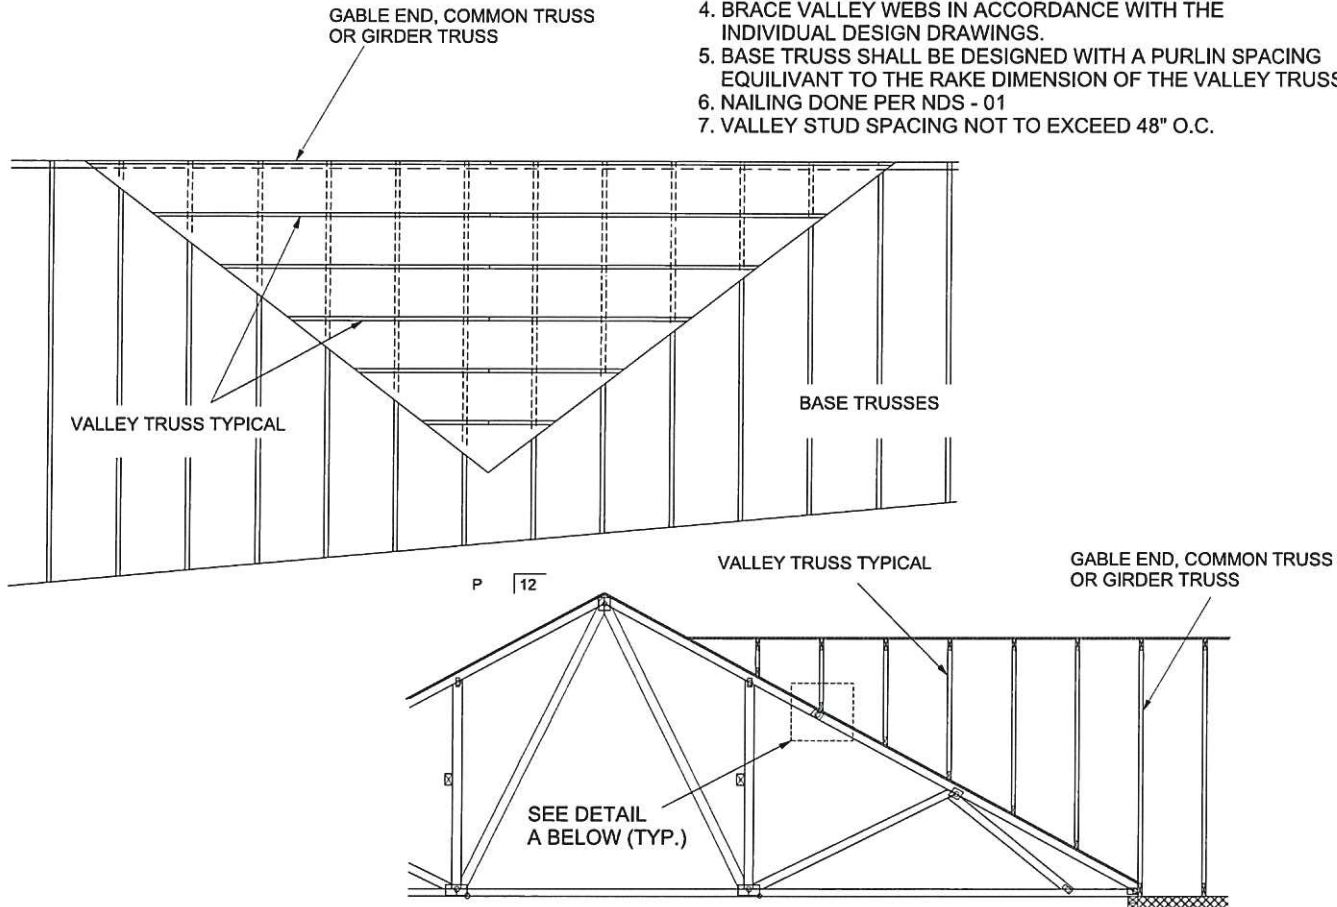 GABLE END, COMMON TRUSS
OR GIRDER TRUSS
4. BRACE VALLEY WEBS IN ACCORDANCE WITH THE
INDIVIDUAL DESIGN DRAWINGS.
5. BASE TRUSS SHALL BE DESIGNED WITH A PURLIN SPACING
EQUILIVANT TO THE RAKE DIMENSION OF THE VALLEY TRUSS
6. NAILING DONE PER NDS - 01
7. VALLEY STUD SPACING NOT TO EXCEED 48" O.C.
VALLEY TRUSS TYPICAL
BASE TRUSSES
P 12
VALLEY TRUSS TYPICAL
GABLE END, COMMON TRUSS
OR GIRDER TRUSS
SEE DETAIL
A BELOW (TYP.)